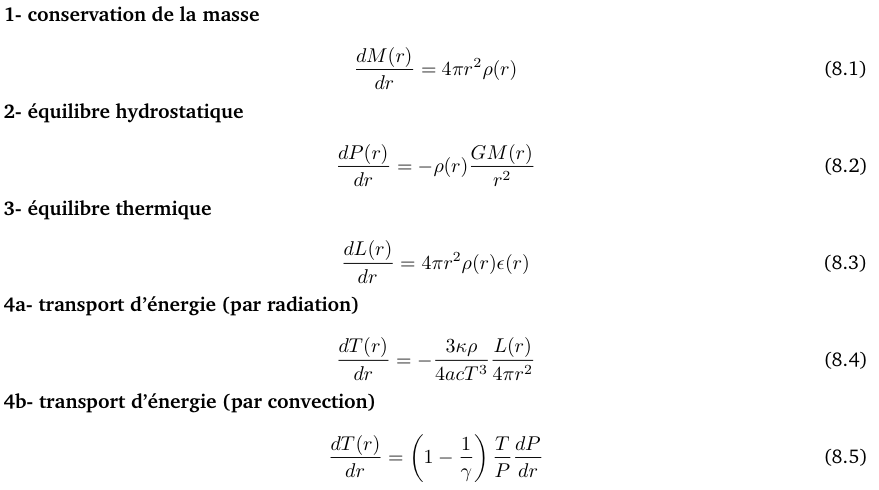 1- conservation de la masse
dM(r)/dr = 4πr²ρ(r) (8.1)
2- équilibre hydrostatique
dP(r)/dr = −ρ(r) GM(r)/r² (8.2)
3- équilibre thermique
dL(r)/dr = 4πr²ρ(r)ϵ(r) (8.3)
4a- transport d’énergie (par radiation)
dT(r)/dr = − 3κρ/4acT³ L(r)/4πr² (8.4)
4b- transport d’énergie (par convection)
dT(r)/dr = (1 − 1/γ) T/P dP/dr (8.5)